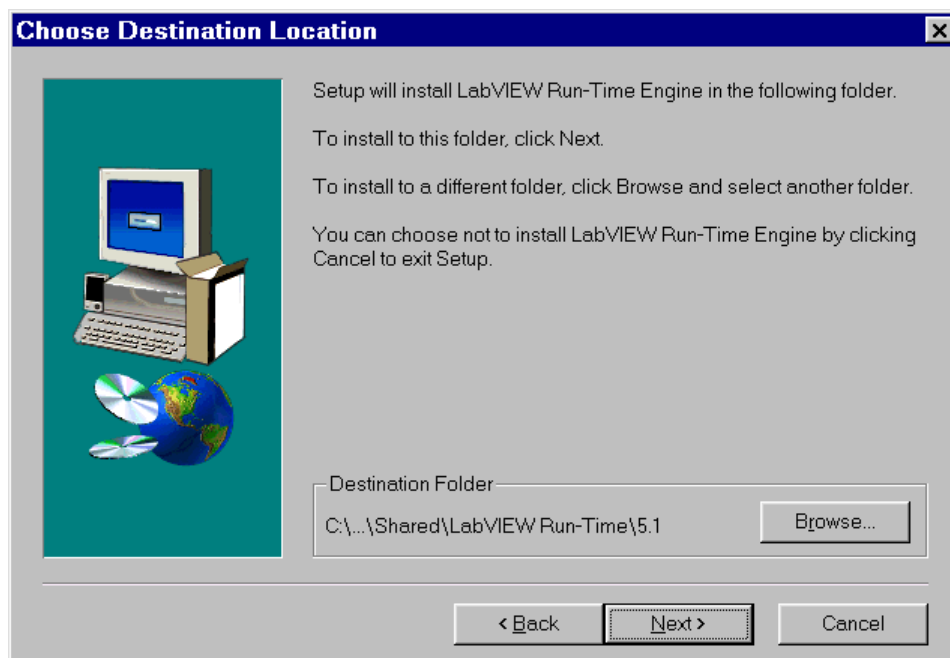 Choose Destination Location
Setup will install LabVIEW Run-Time Engine in the following folder.
To install to this folder, click Next.
To install to a different folder, click Browse and select another folder.
You can choose not to install LabVIEW Run-Time Engine by clicking
Cancel to exit Setup.
Destination Folder
C:\...\Shared\LabVIEW Run-Time\5.1
Browse...
< Back
Next >
Cancel